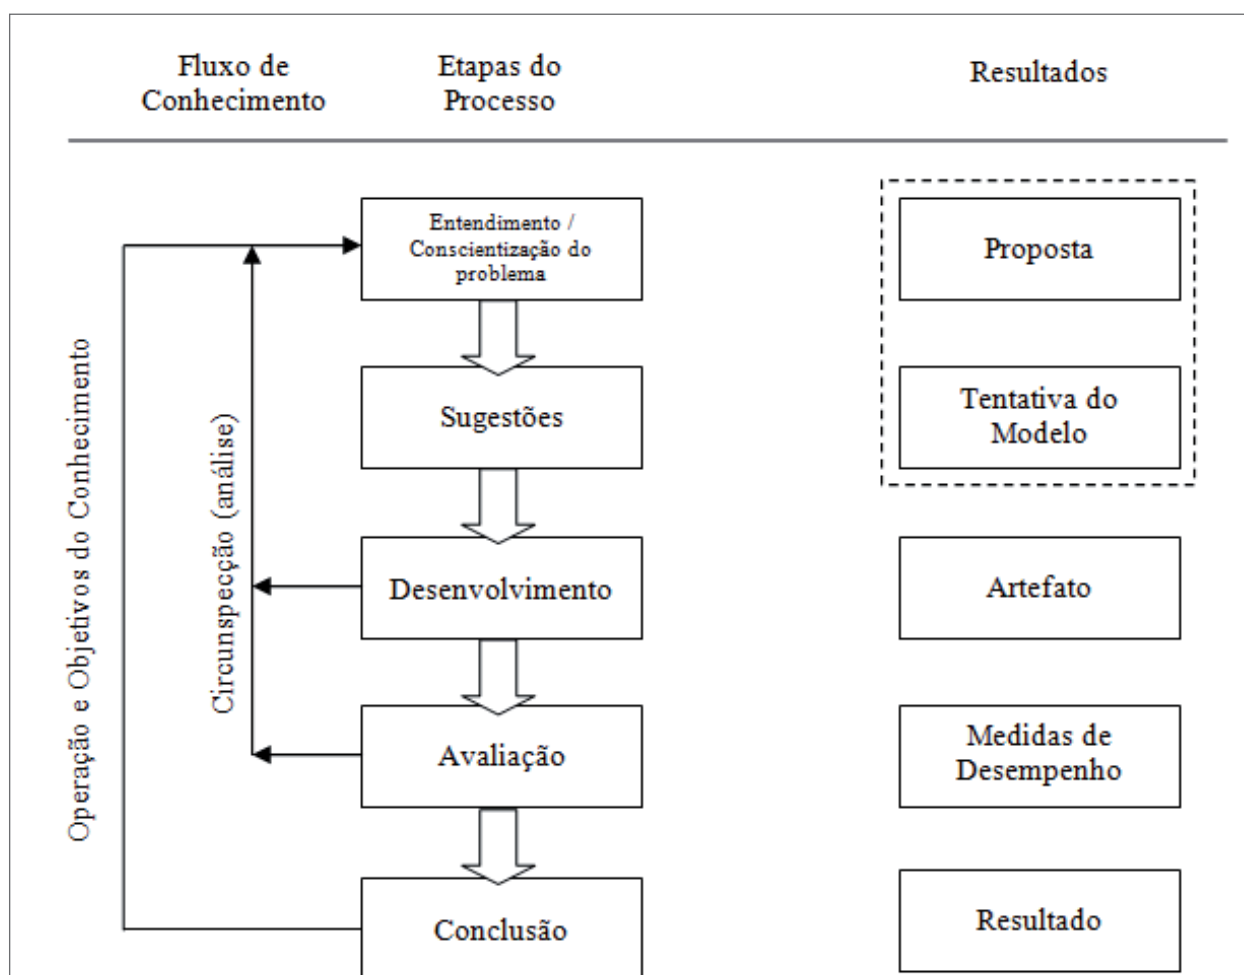 Fluxo de
Conhecimento
Etapas do
Processo
Resultados
Entendimento /
Conscientização do
problema
Proposta
Sugestões
Tentativa do
Modelo
Desenvolvimento
Artefato
Avaliação
Medidas de
Desempenho
Conclusão
Resultado
Operação e Objetivos do Conhecimento
Circunspecção (análise)